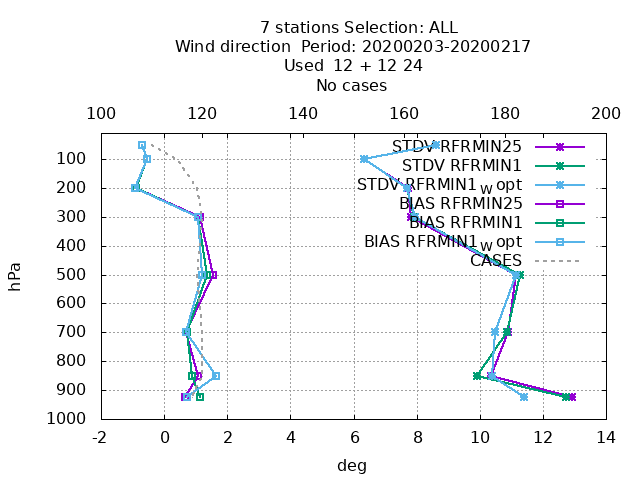 7 stations Selection: ALL
Wind direction  Period: 20200203-20200217
Used  12 + 12 24
No cases
100 120 140 160 180 200
STDV RFRMIN25
STDV RFRMIN1
STDV RFRMIN1_w opt
BIAS RFRMIN25
BIAS RFRMIN1
BIAS RFRMIN1_w opt
CASES
100
200
300
400
500
600
700
800
900
1000
hPa
-2 0 2 4 6 8 10 12 14
deg